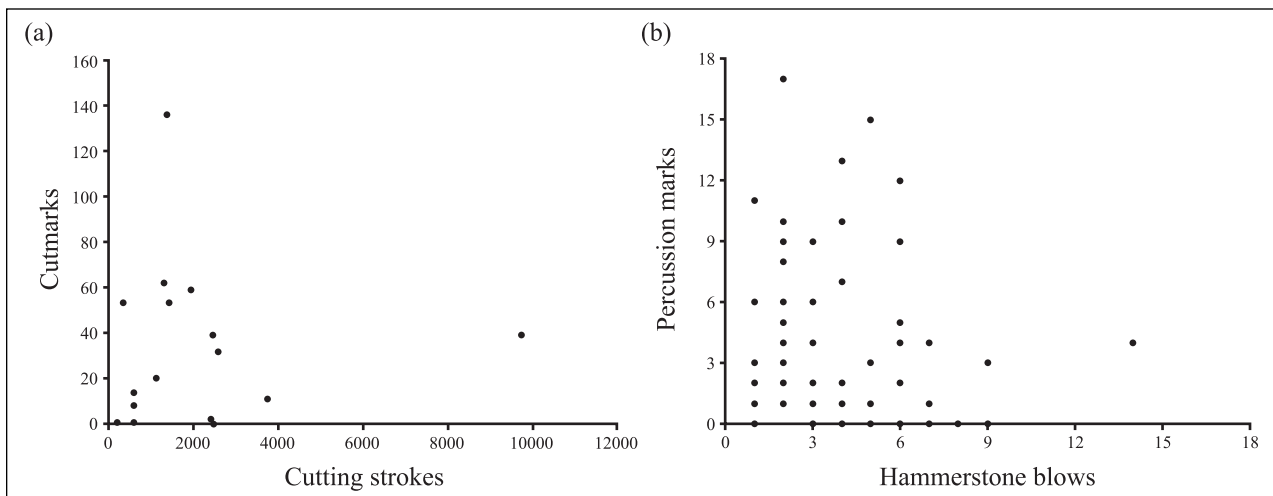 (a)
160
140
120
100
80
60
40
20
0
Cutmarks
0 2000 4000 6000 8000 10000 12000
Cutting strokes
(b)
18
15
12
9
6
3
0
Percussion marks
0 3 6 9 12 15 18
Hammerstone blows